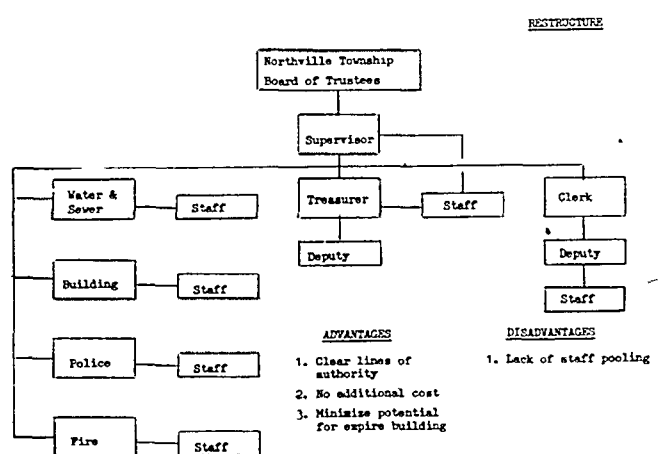 RESTRUCTURE
Northville Township
Board of Trustees
Supervisor
Water &
Sewer
Staff
Treasurer
Staff
Clerk
Deputy
Deputy
Building
Staff
Staff
Police
Staff
Fire
Staff
ADVANTAGES
1. Clear lines of
authority
2. No additional cost
3. Minimize potential
for expire building
DISADVANTAGES
1. Lack of staff pooling